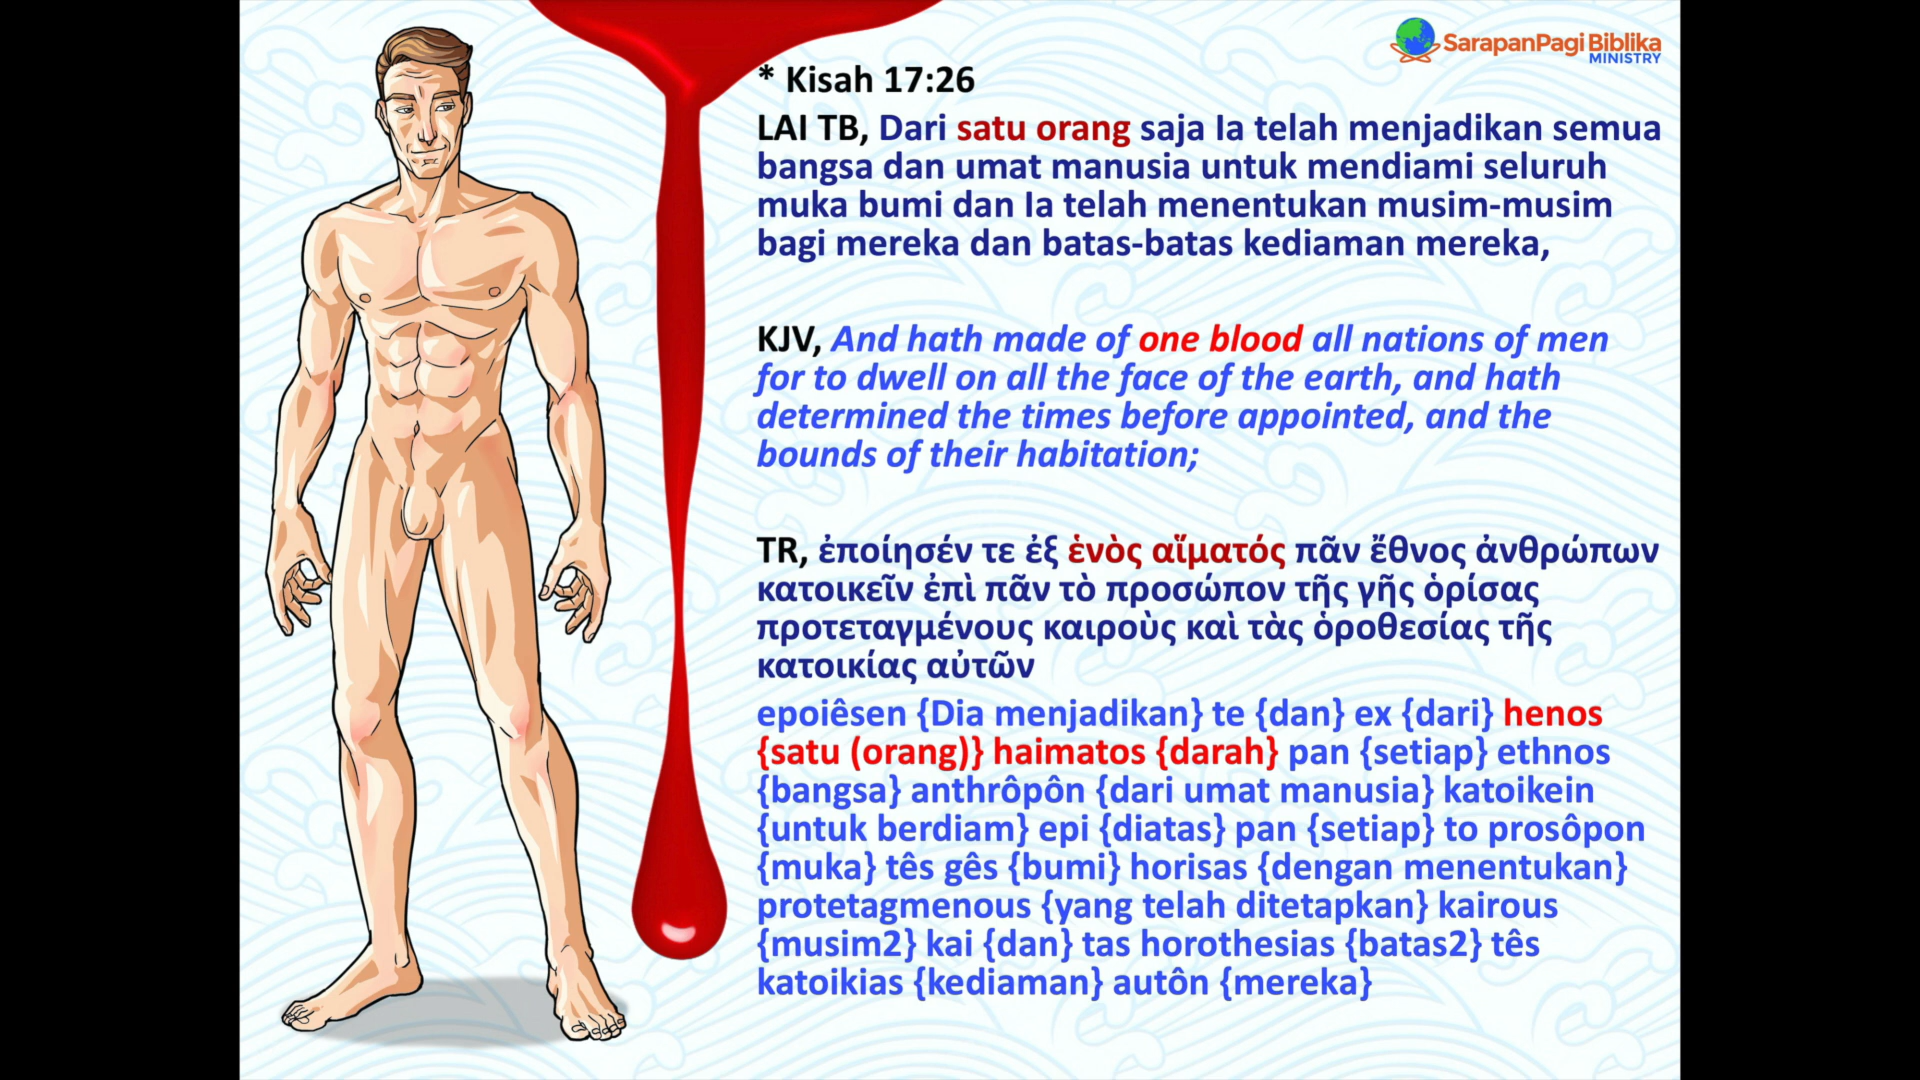 SarapanPagi Biblika
MINISTRY
* Kisah 17:26
LAI TB, Dari satu orang saja Ia telah menjadikan semua
bangsa dan umat manusia untuk mendiami seluruh
muka bumi dan Ia telah menentukan musim-musim
bagi mereka dan batas-batas kediaman mereka,
KJV, And hath made of one blood all nations of men
for to dwell on all the face of the earth, and hath
determined the times before appointed, and the
bounds of their habitation;
TR, ἐποίησέν τε ἐξ ἑνὸς αἵματός πᾶν ἔθνος ἀνθρώπων
κατοικεῖν ἐπὶ πᾶν τὸ προσώπον τῆς γῆς ὁρίσας
προτεταγμένους καιροὺς καὶ τὰς ὁροθεσίας τῆς
κατοικίας αὐτῶν
epoiêsen {Dia menjadikan} te {dan} ex {dari} henos
{satu (orang)} haimatos {darah} pan {setiap} ethnos
{bangsa} anthrôpôn {dari umat manusia} katoikein
{untuk berdiam} epi {diatas} pan {setiap} to prosôpon
{muka} tês gês {bumi} horisas {dengan menentukan}
protetagmenous {yang telah ditetapkan} kairous
{musim2} kai {dan} tas horothesias {batas2} tês
katoikias {kediaman} autôn {mereka}